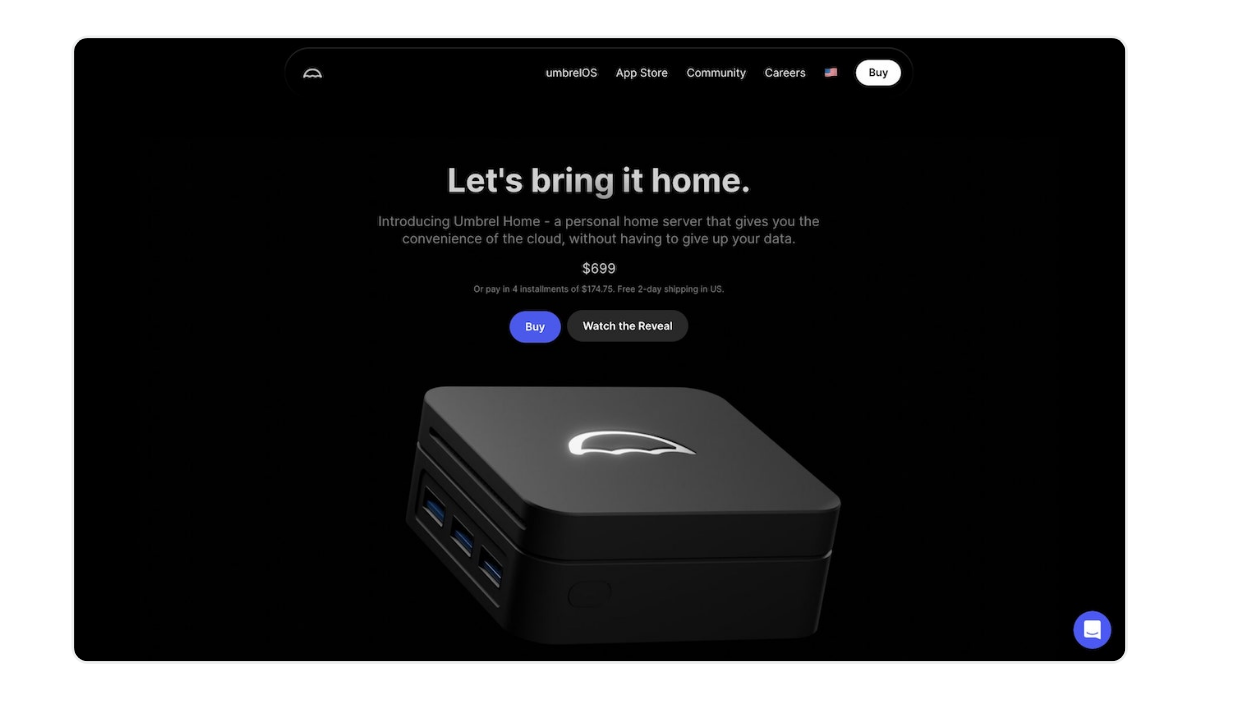 umbrelOS App Store Community Careers Buy
Let's bring it home.
Introducing Umbrel Home - a personal home server that gives you the
convenience of the cloud, without having to give up your data.
$699
Or pay in 4 installments of $174.75. Free 2-day shipping in US.
Buy Watch the Reveal